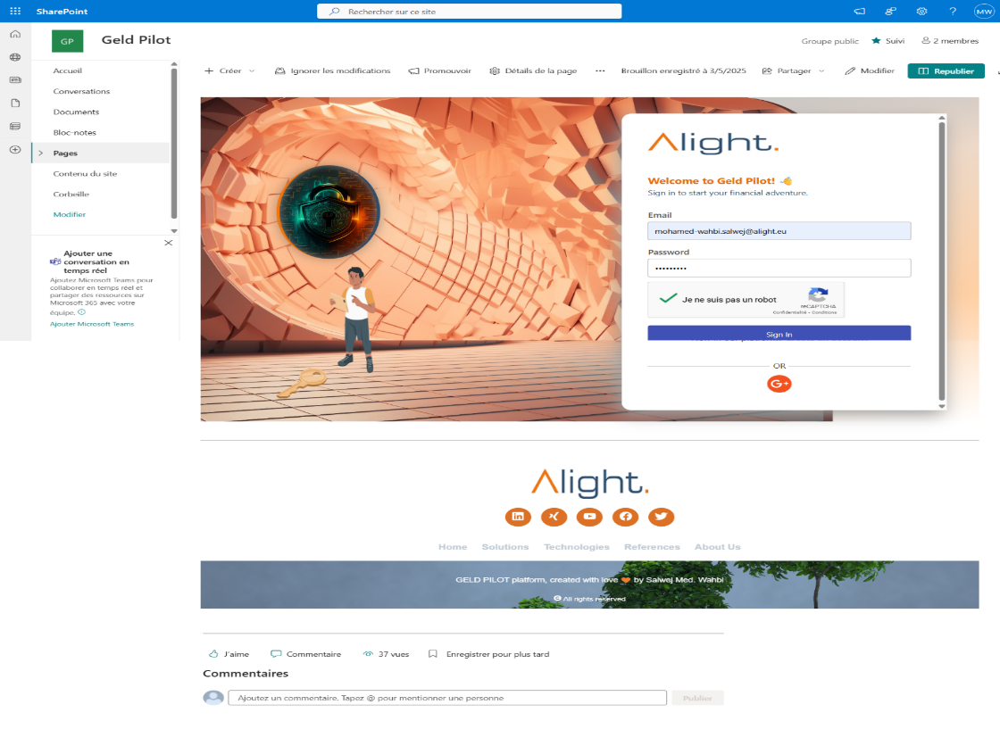 SharePoint
Rechercher sur ce site
MW
GP
Geld Pilot
Groupe public
Suivi
2 membres
Accueil
Conversations
Documents
Bloc-notes
Pages
Contenu du site
Corbeille
Modifier
Ajouter une
conversation en
temps réel
Ajoutez Microsoft Teams pour
collaborer en temps réel et
partager des ressources sur
Microsoft 365 avec votre
équipe.
Ajouter Microsoft Teams
Créer
Ignorer les modifications
Promouvoir
Détails de la page
Brouillon enregistré à 3/5/2025
Partager
Modifier
Republier
Alight.
Welcome to Geld Pilot!
Sign in to start your financial adventure.
Email
mohamed-wahbi.salwej@alight.eu
Password
•••••••••
Je ne suis pas un robot
reCAPTCHA
Confidentialité - Conditions
Sign In
OR
G+
Alight.
Home Solutions Technologies References About Us
GELD PILOT platform, created with love 🧡 by Salwej Med. Wahbi
All rights reserved
J'aime
Commentaire
37 vues
Enregistrer pour plus tard
Commentaires
Ajoutez un commentaire. Tapez @ pour mentionner une personne
Publier